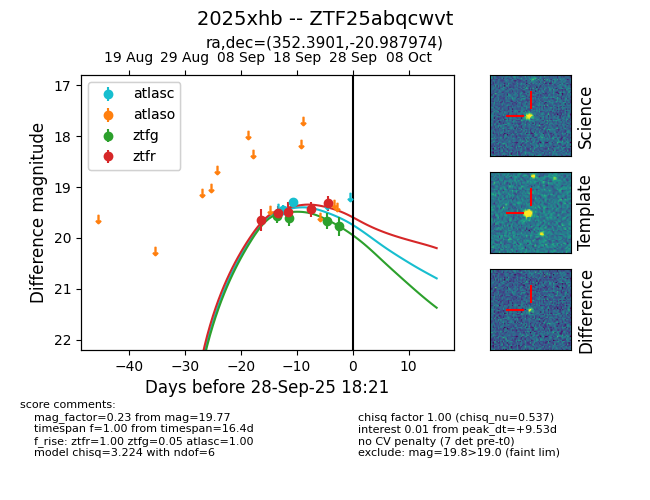 2025xhb -- ZTF25abqcwvt
ra,dec=(352.3901,-20.987974)
19 Aug 29 Aug 08 Sep 18 Sep 28 Sep 08 Oct
17
18
19
20
21
22
Difference magnitude
atlasc
atlaso
ztfg
ztfr
−40 −30 −20 −10 0 10
Days before 28-Sep-25 18:21
Science
Template
Difference
score comments:
mag_factor=0.23 from mag=19.77
timespan f=1.00 from timespan=16.4d
f_rise: ztfr=1.00 ztfg=0.05 atlasc=1.00
model chisq=3.224 with ndof=6
chisq factor 1.00 (chisq_nu=0.537)
interest 0.01 from peak_dt=+9.53d
no CV penalty (7 det pre-t0)
exclude: mag=19.8>19.0 (faint lim)